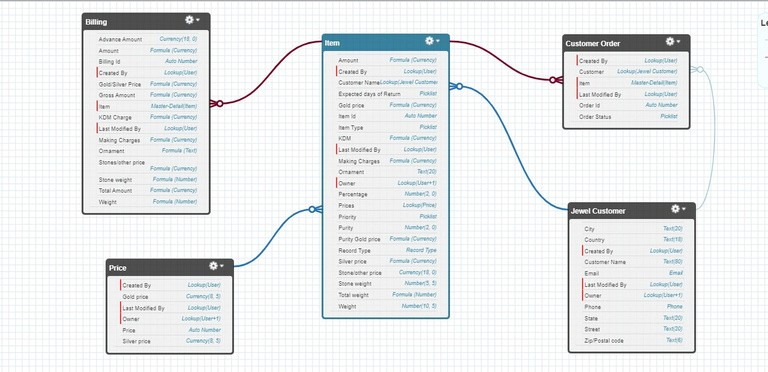 Billing
Advance Amount Currency(18, 0)
Amount Formula (Currency)
Billing Id Auto Number
Created By Lookup(User)
Gold/Silver Price Formula (Currency)
Gross Amount Formula (Currency)
Item Master-Detail(Item)
KDM Charge Formula (Currency)
Last Modified By Lookup(User)
Making Charges Formula (Currency)
Ornament Formula (Text)
Stones/other price
Formula (Currency)
Stone weight Formula (Number)
Total Amount Formula (Currency)
Weight Formula (Number)
Price
Created By Lookup(User)
Gold price Currency(8, 5)
Last Modified By Lookup(User)
Owner Lookup(User+1)
Price Auto Number
Silver price Currency(8, 5)
Item
Amount Formula (Currency)
Created By Lookup(User)
Customer Name Lookup(Jewel Customer)
Expected days of Return Picklist
Gold price Formula (Currency)
Item Id Auto Number
Item Type Picklist
KDM Formula (Currency)
Last Modified By Lookup(User)
Making Charges Formula (Currency)
Ornament Text(20)
Owner Lookup(User+1)
Percentage Number(2, 0)
Prices Lookup(Price)
Priority Picklist
Purity Number(2, 0)
Purity Gold price Formula (Currency)
Record Type Record Type
Silver price Formula (Currency)
Stone/other price Currency(18, 0)
Stone weight Number(5, 5)
Total weight Formula (Number)
Weight Number(10, 5)
Customer Order
Created By Lookup(User)
Customer Lookup(Jewel Customer)
Item Master-Detail(Item)
Last Modified By Lookup(User)
Order Id Auto Number
Order Status Picklist
Jewel Customer
City Text(20)
Country Text(18)
Created By Lookup(User)
Customer Name Text(80)
Email Email
Last Modified By Lookup(User)
Owner Lookup(User+1)
Phone Phone
State Text(20)
Street Text(20)
Zip/Postal code Text(6)
Le